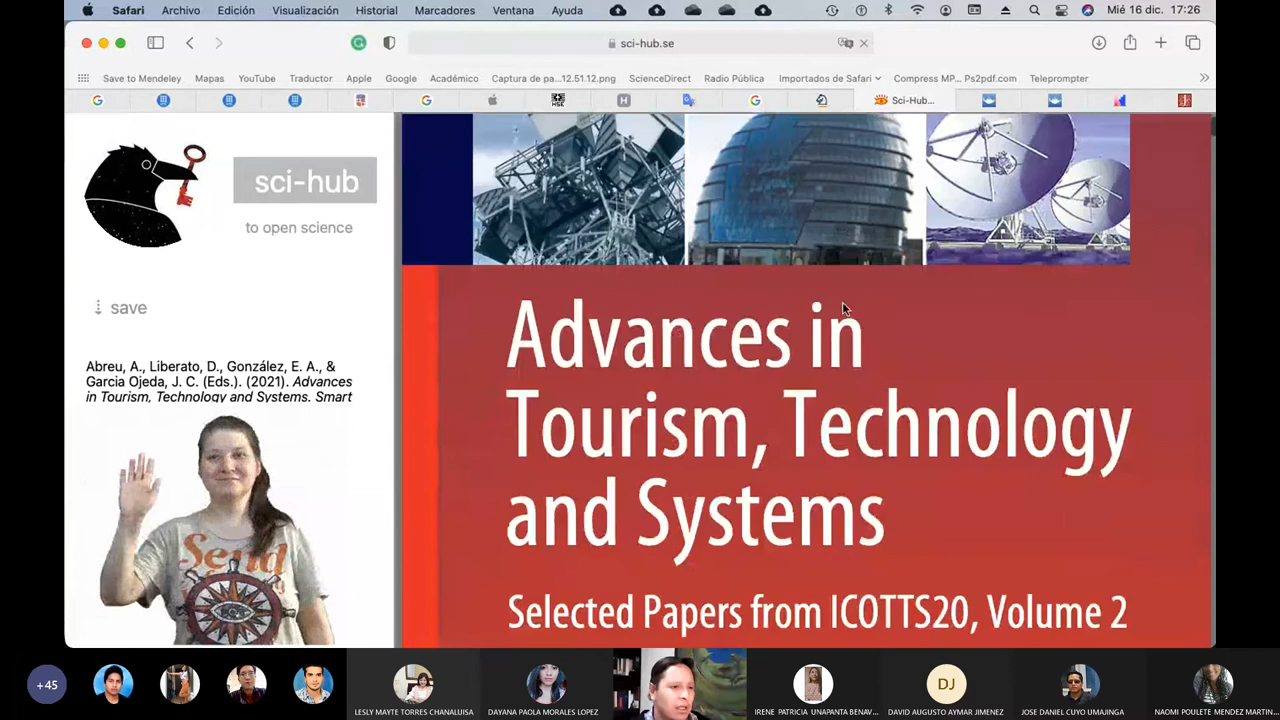 Safari Archivo Edición Visualización Historial Marcadores Ventana Ayuda Mié 16 dic. 17:26
sci-hub.se
Save to Mendeley Mapas YouTube Traductor Apple Google Académico Captura de pa...12.51.12.png ScienceDirect Radio Pública Importados de Safari Compress MP... Ps2pdf.com Teleprompter
Sci-Hub...
sci-hub
to open science
save
Abreu, A., Liberato, D., González, E. A., &
Garcia Ojeda, J. C. (Eds.). (2021). Advances
in Tourism, Technology and Systems. Smart
Send
Advances in
Tourism, Technology
and Systems
Selected Papers from ICOTTS20, Volume 2
+45
LESLY MAYTE TORRES CHANALUISA
DAYANA PAOLA MORALES LOPEZ
IRENE PATRICIA UNAPANTA BENAV...
DJ
DAVID AUGUSTO AYMAR JIMENEZ
JOSE DANIEL CUYO UMAJINGA
NAOMI POULETE MENDEZ MARTIN...